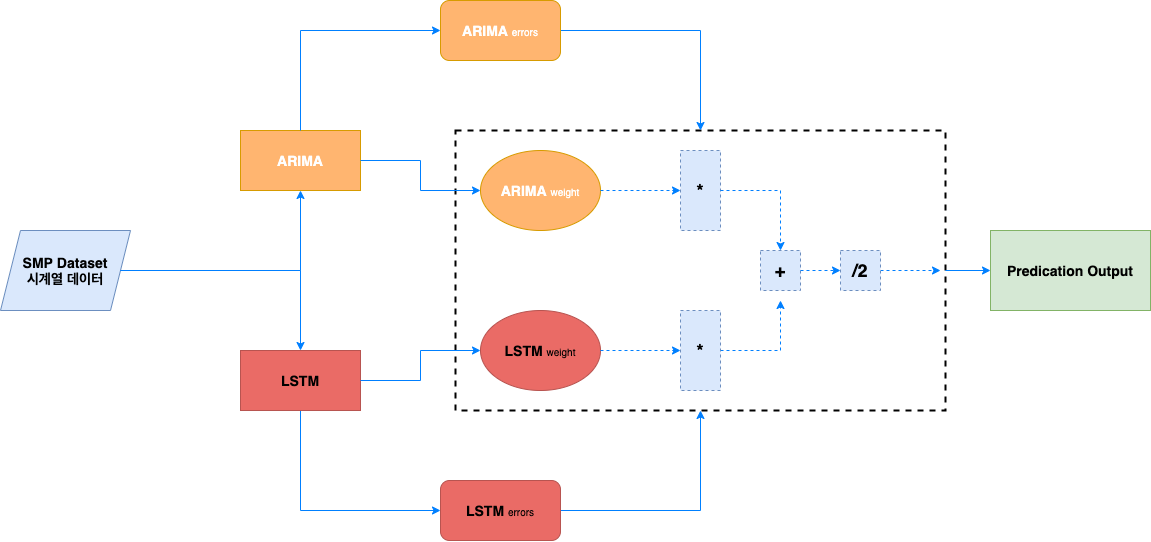 ARIMA errors
ARIMA
ARIMA weight
*
SMP Dataset
시계열 데이터
+
/2
Predication Output
LSTM weight
*
LSTM
LSTM errors